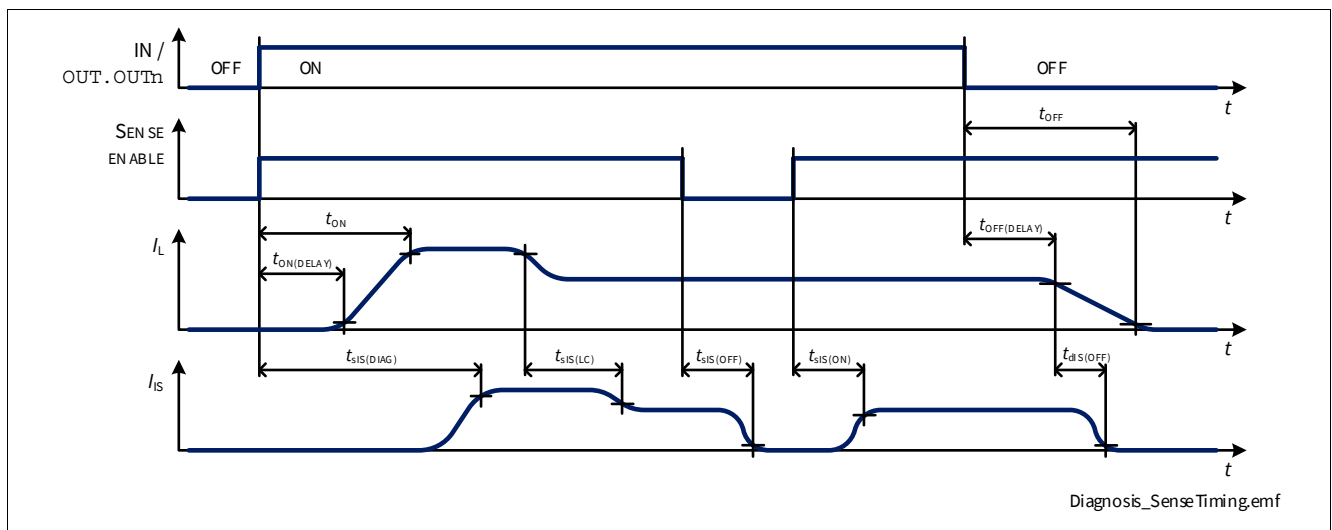 IN /
OUT.OUTn
OFF
ON
OFF
t
SENSE
ENABLE
tOFF
t
IL
tON
tON(DELAY)
tOFF(DELAY)
t
IIS
tsIS(DIAG)
tsIS(LC)
tsIS(OFF)
tsIS(ON)
tdIS(OFF)
t
Diagnosis_SenseTiming.emf